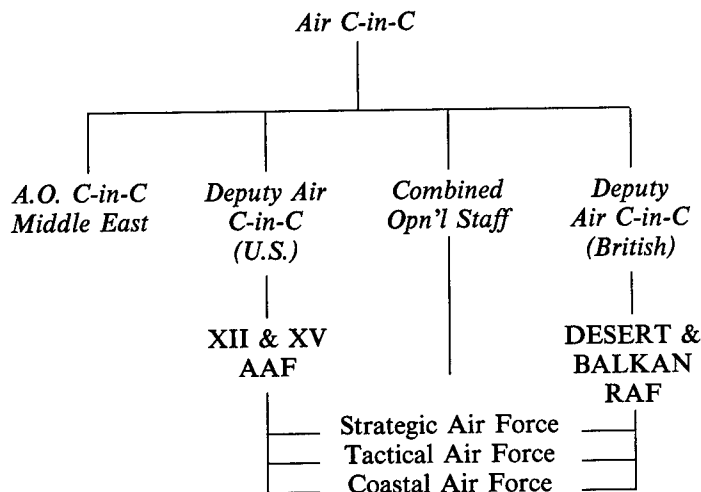 Air C-in-C
A.O. C-in-C
Middle East
Deputy Air
C-in-C
(U.S.)
Combined
Opn'l Staff
Deputy
Air C-in-C
(British)
XII & XV
AAF
DESERT &
BALKAN
RAF
Strategic Air Force
Tactical Air Force
Coastal Air Force